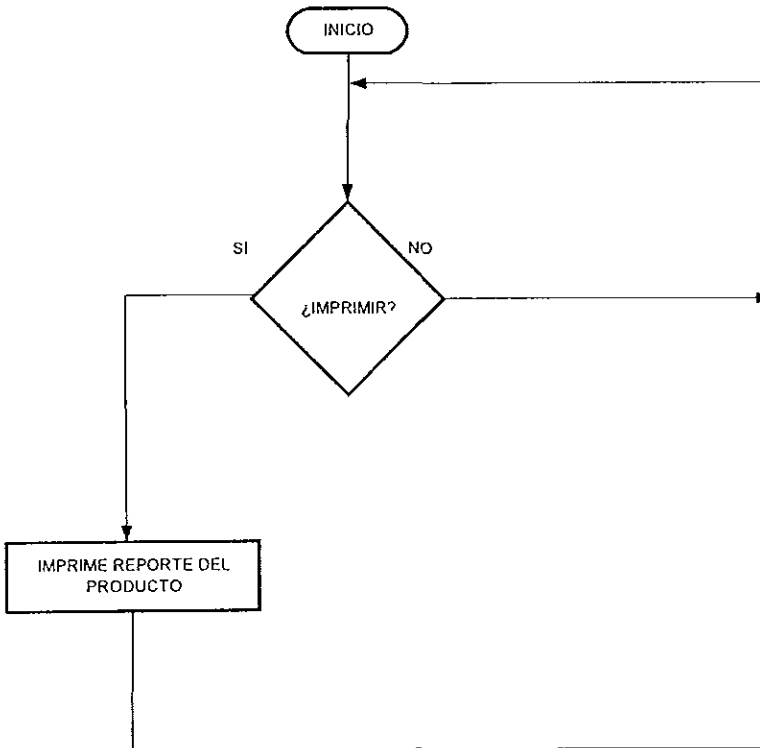 INICIO
SI
NO
¿IMPRIMIR?
IMPRIME REPORTE DEL
PRODUCTO